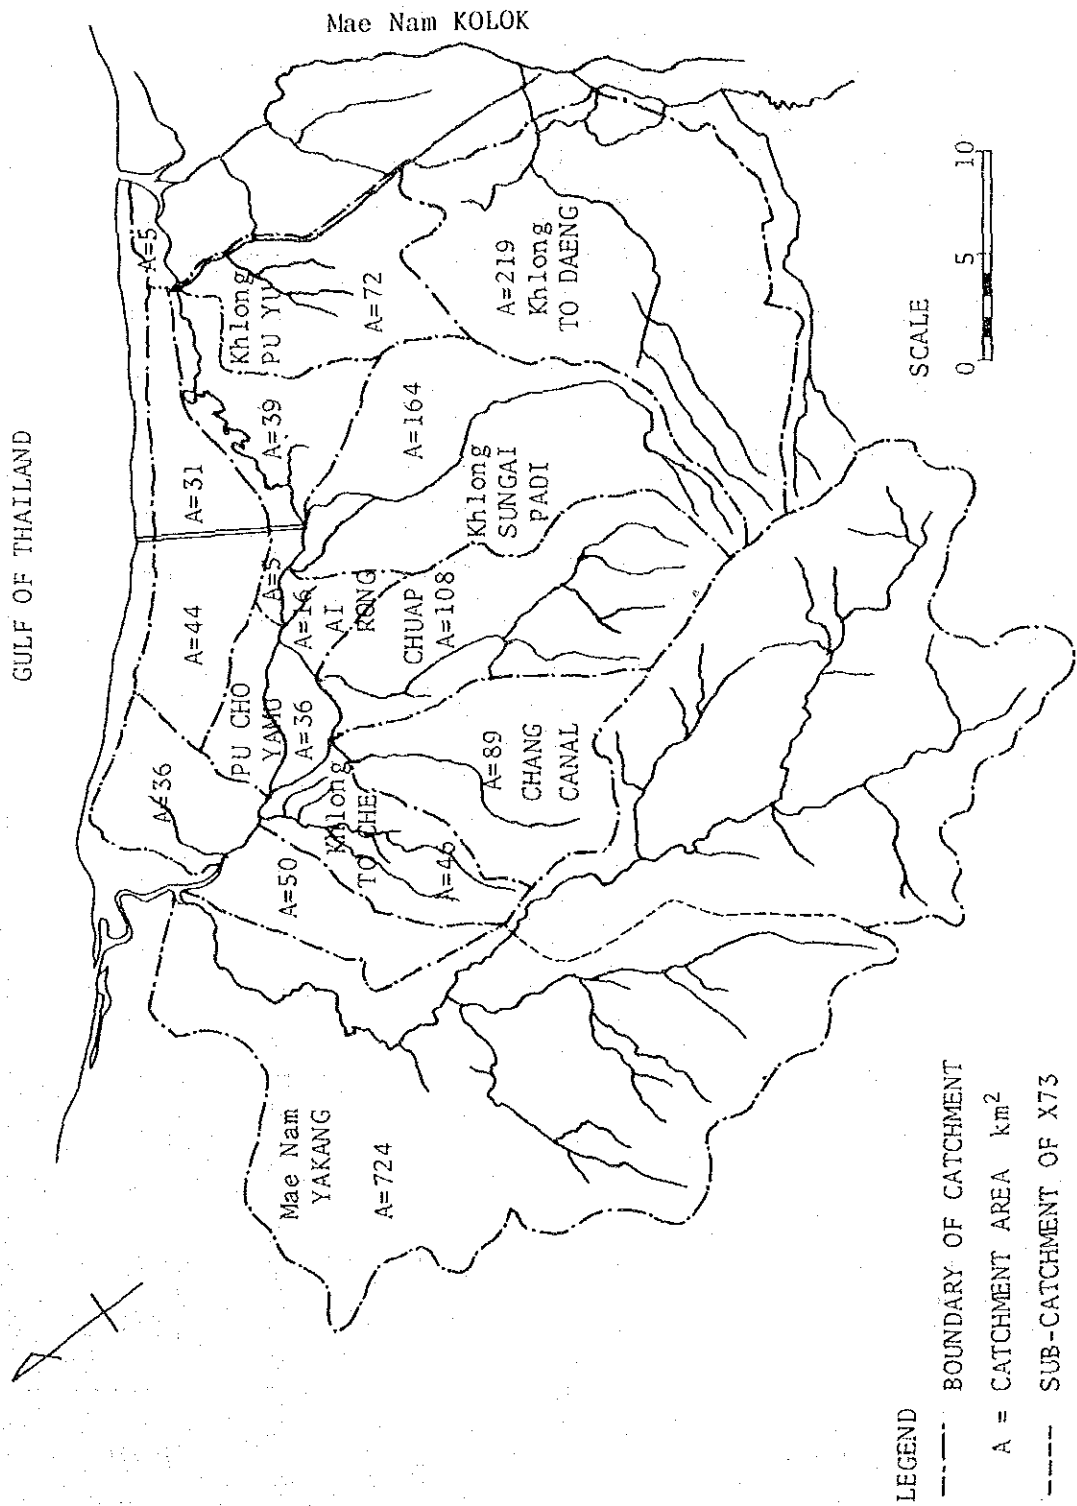 Mae Nam KOLOK
GULF OF THAILAND
A=5
Khlong
PU YU
A=72
A=219
Khlong
TO DAENG
A=31
A=39
A=164
Khlong
SUNGAI
PADI
A=44
A=5
A=16
AI
RONG
CHUAP
A=108
A=36
PU CHO
YAMU
A=36
A=89
CHANG
CANAL
Khlong
TO CHE
A=46
A=50
Mae Nam
YAKANG
A=724
SCALE
0 5 10
LEGEND
BOUNDARY OF CATCHMENT
A = CATCHMENT AREA km²
SUB-CATCHMENT OF X73